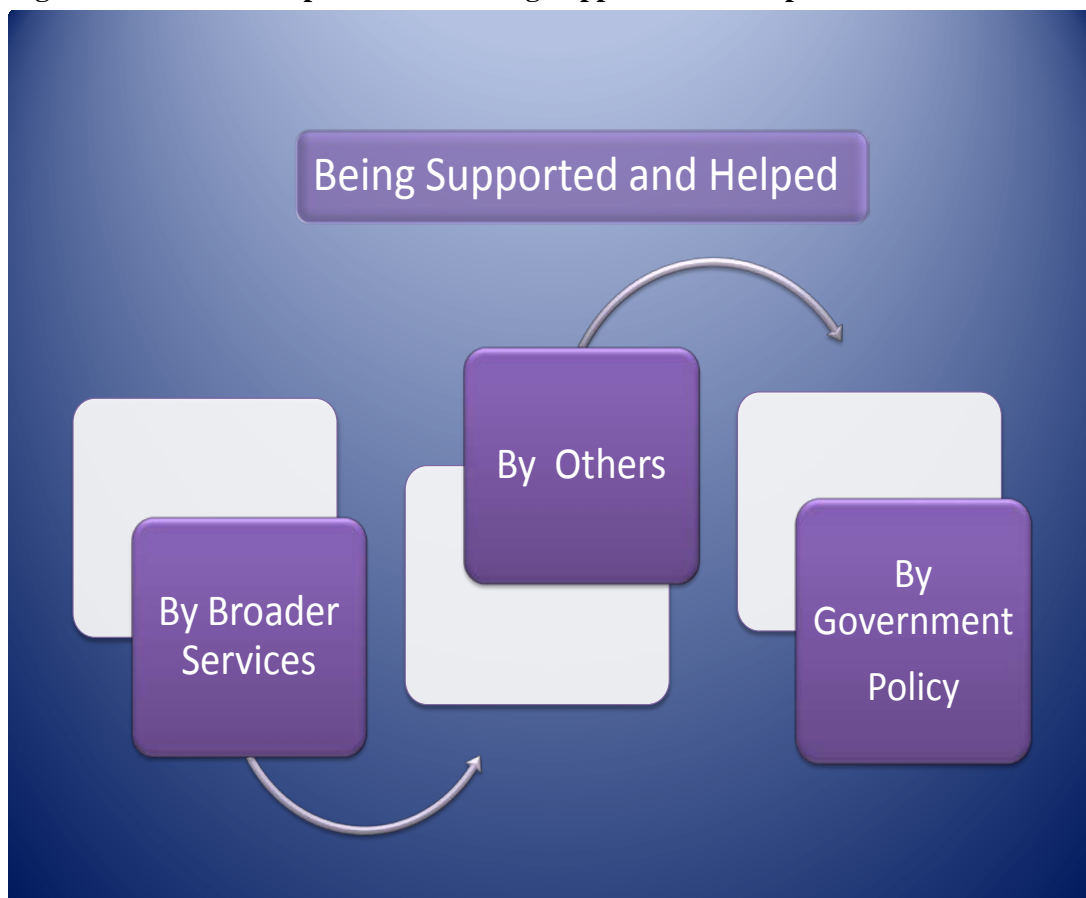 Being Supported and Helped
By Others
By Broader
Services
By
Government
Policy